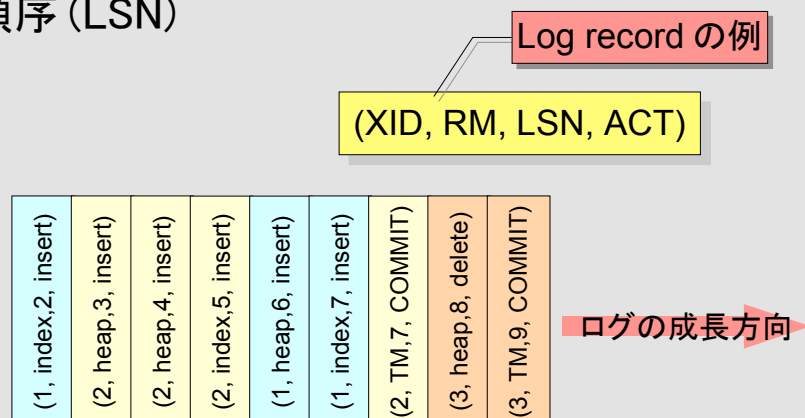 順序 (LSN)
Log record の例
(XID, RM, LSN, ACT)
(1, index,2, insert)
(2, heap,3, insert)
(2, heap,4, insert)
(2, index,5, insert)
(1, heap,6, insert)
(1, index,7, insert)
(2, TM,7, COMMIT)
(3, heap,8, delete)
(3, TM,9, COMMIT)
ログの成長方向